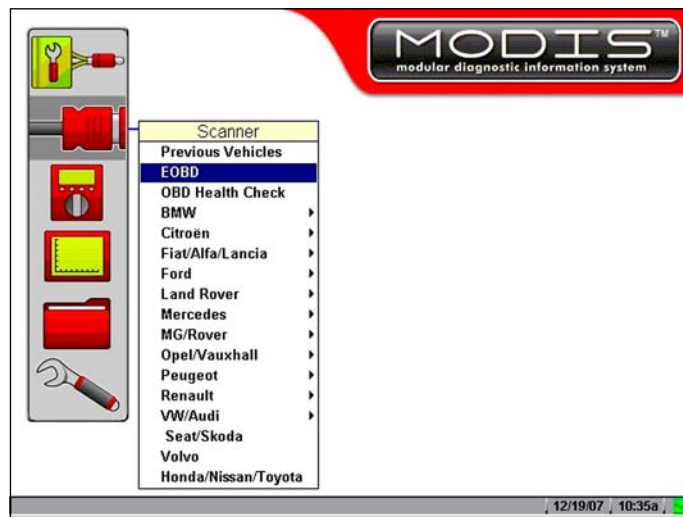 MODIS™
modular diagnostic information system
Scanner
Previous Vehicles
EOBD
OBD Health Check
BMW
Citroën
Fiat/Alfa/Lancia
Ford
Land Rover
Mercedes
MG/Rover
Opel/Vauxhall
Peugeot
Renault
VW/Audi
Seat/Skoda
Volvo
Honda/Nissan/Toyota
12/19/07 10:35a